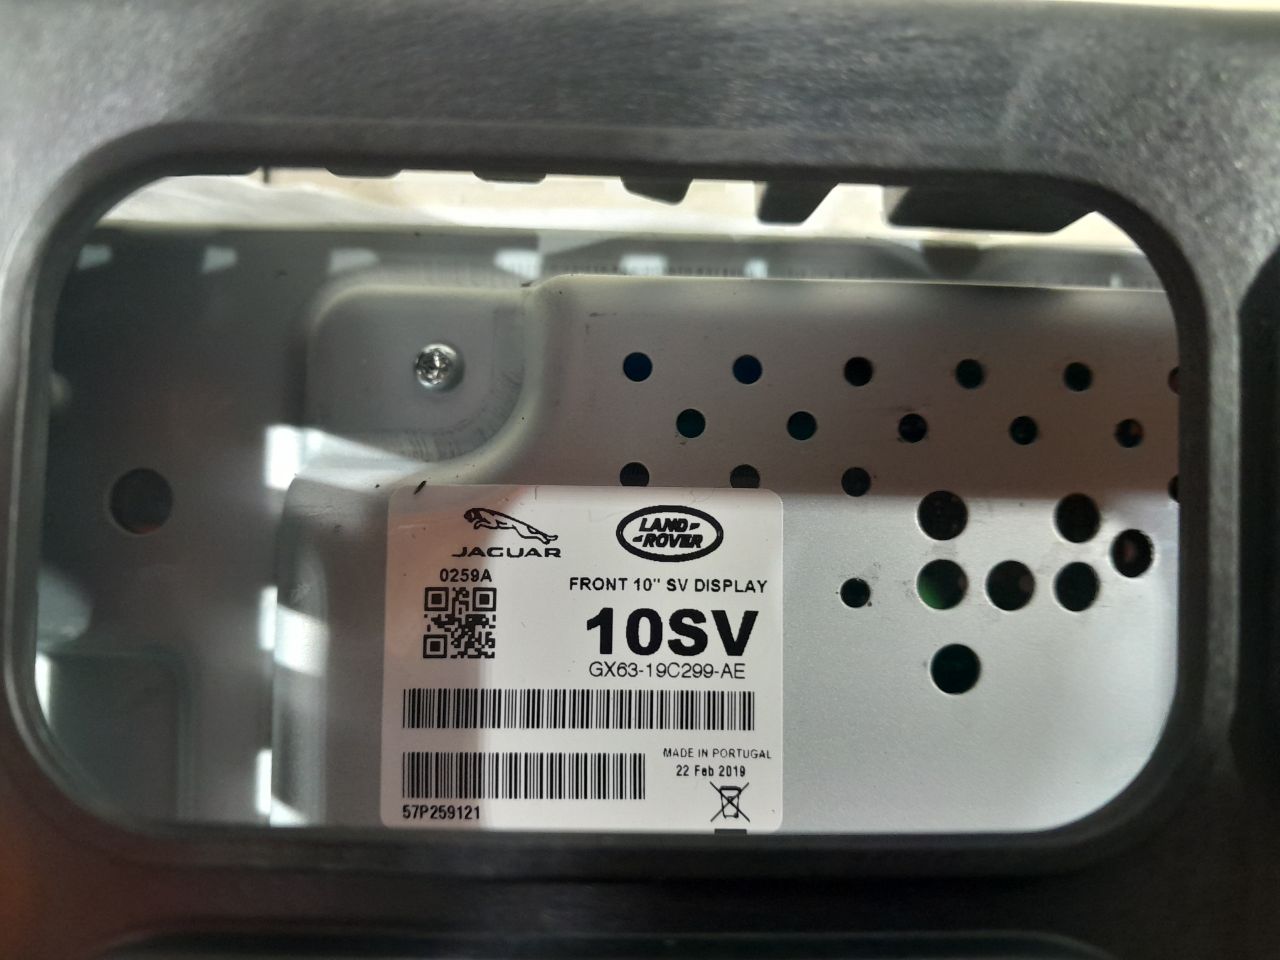 JAGUAR
LAND-
-ROVER
0259A
FRONT 10" SV DISPLAY
10SV
GX63-19C299-AE
MADE IN PORTUGAL
22 Feb 2019
57P259121